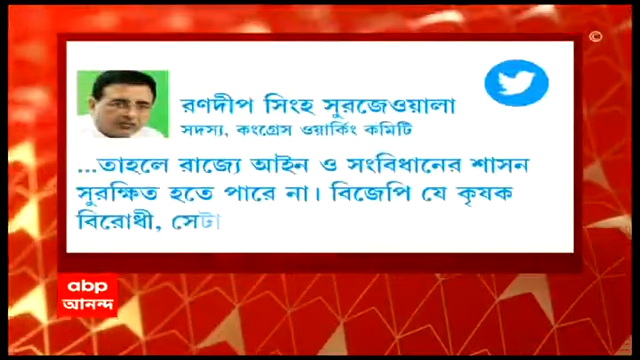 ©
রণদীপ সিংহ সুরজেওয়ালা
সদস্য, কংগ্রেস ওয়ার্কিং কমিটি
...তাহলে রাজ্যে আইন ও সংবিধানের শাসন
সুরক্ষিত হতে পারে না। বিজেপি যে কৃষক
বিরোধী, সেটা
abp
আনন্দ